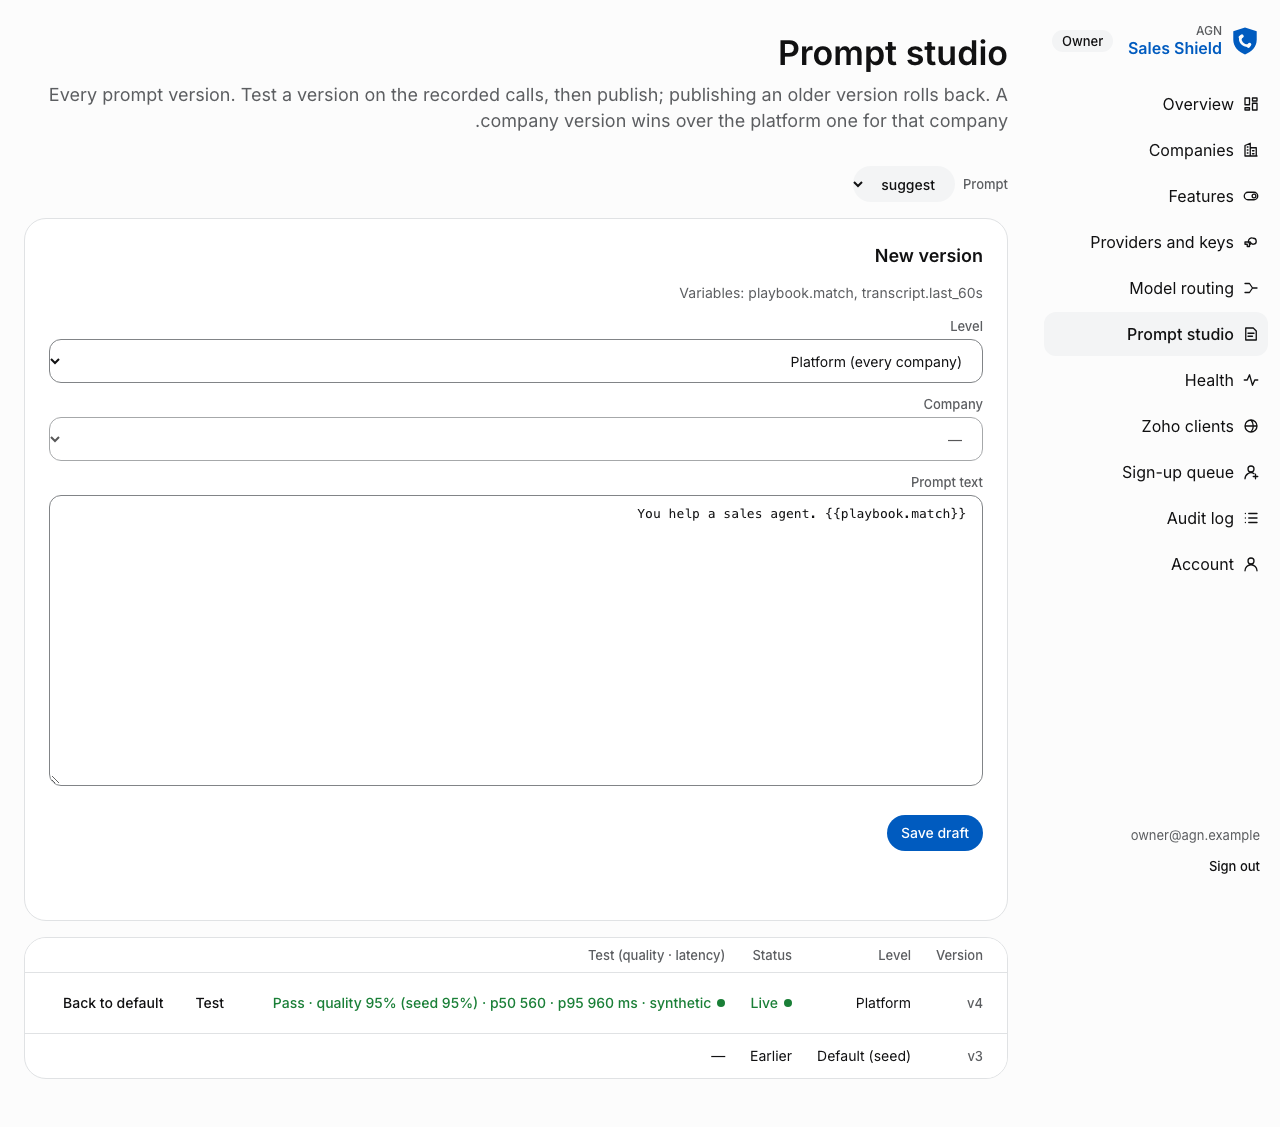 AGN
Sales Shield
Owner
Overview
Companies
Features
Providers and keys
Model routing
Prompt studio
Health
Zoho clients
Sign-up queue
Audit log
Account
owner@agn.example
Sign out
Prompt studio
Every prompt version. Test a version on the recorded calls, then publish; publishing an older version rolls back. A
.company version wins over the platform one for that company
Prompt suggest
New version
Variables: playbook.match, transcript.last_60s
Level
Platform (every company)
Company
—
Prompt text
You help a sales agent. {{playbook.match}}
Save draft
Version Level Status Test (quality · latency)
v4 Platform Live Pass · quality 95% (seed 95%) · p50 560 · p95 960 ms · synthetic Test Back to default
v3 Default (seed) Earlier —